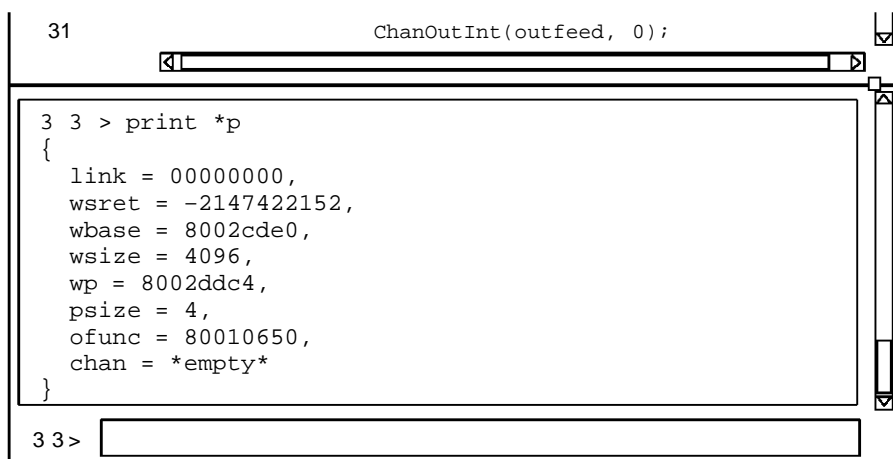 31 ChanOutInt(outfeed, 0);
3 3 > print *p
{
link = 00000000,
wsret = −2147422152,
wbase = 8002cde0,
wsize = 4096,
wp = 8002ddc4,
psize = 4,
ofunc = 80010650,
chan = *empty*
}
3 3 >